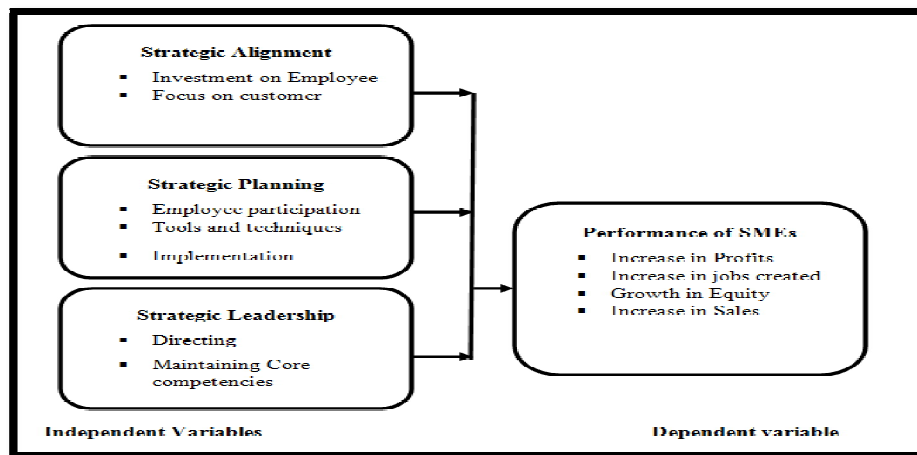 Strategic Alignment
▪ Investment on Employee
▪ Focus on customer
Strategic Planning
▪ Employee participation
▪ Tools and techniques
▪ Implementation
Strategic Leadership
▪ Directing
▪ Maintaining Core
competencies
Performance of SMEs
▪ Increase in Profits
▪ Increase in jobs created
▪ Growth in Equity
▪ Increase in Sales
Independent Variables
Dependent variable